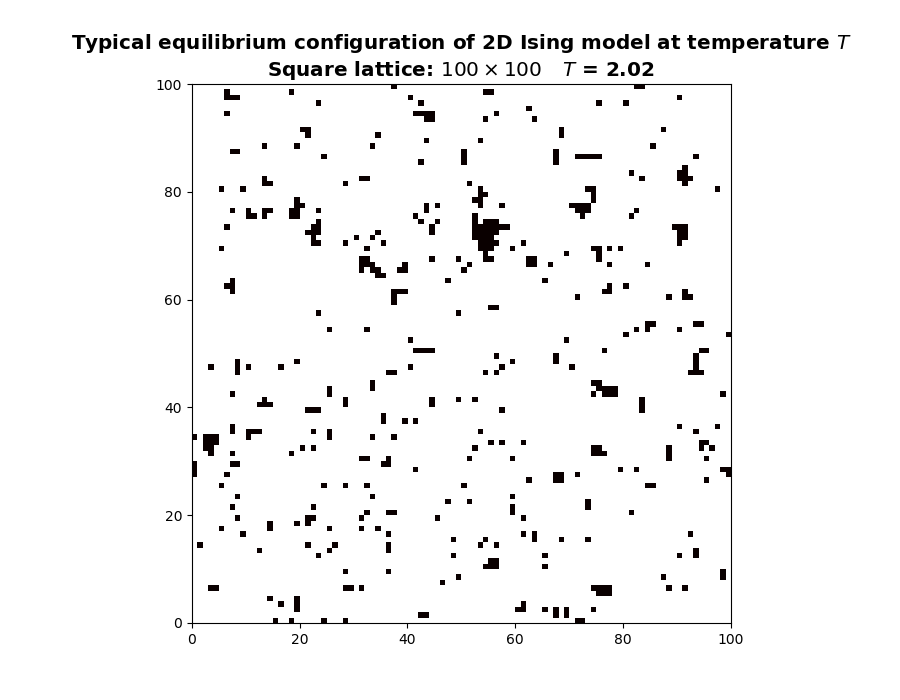 Typical equilibrium configuration of 2D Ising model at temperature T
Square lattice: 100 × 100 T = 2.02
100
80
60
40
20
0
0 20 40 60 80 100